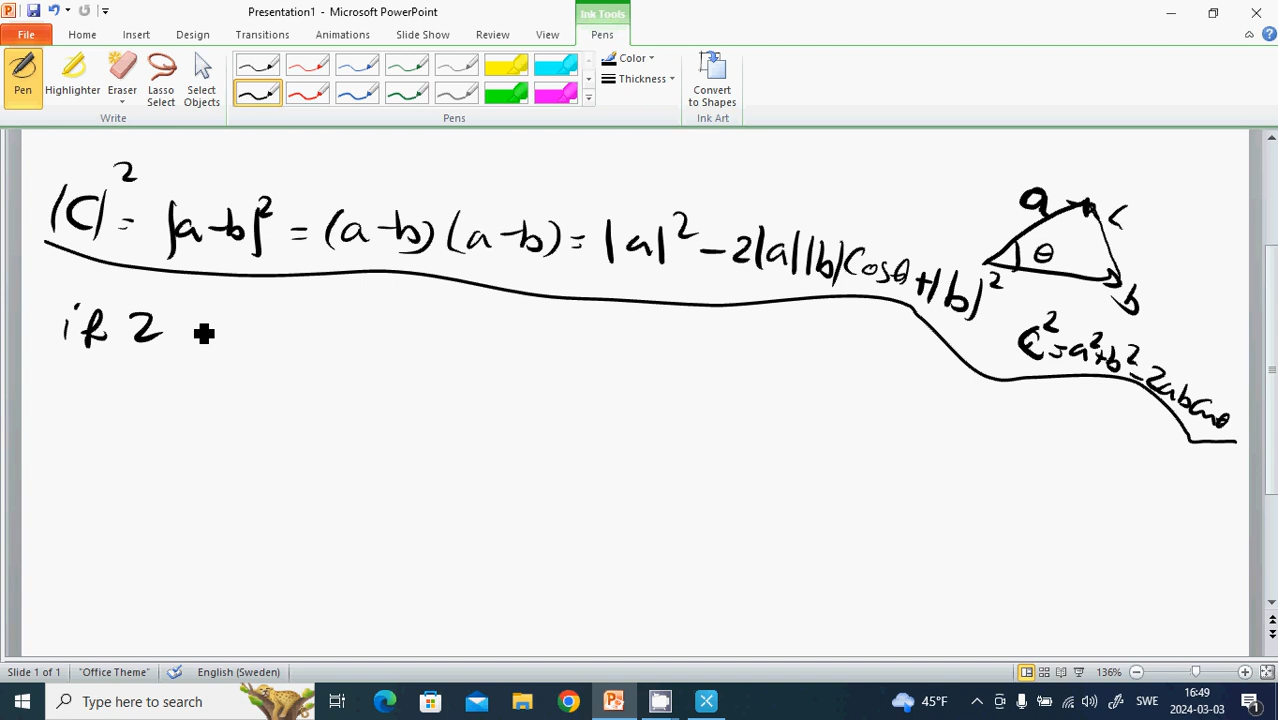 Presentation1 - Microsoft PowerPoint
Ink Tools
File Home Insert Design Transitions Animations Slide Show Review View Pens
Pen Highlighter Eraser Lasso Select Select Objects
Color
Thickness
Convert to Shapes
Write Pens Ink Art
|C|² = |a-b|² = (a-b)(a-b) = |a|² - 2|a||b|Cosθ + |b|²
a c
θ
b
c² = a² + b² - 2abCosθ
if 2
Slide 1 of 1 "Office Theme" English (Sweden) 136%
Type here to search 45°F SWE 16:49
2024-03-03 1